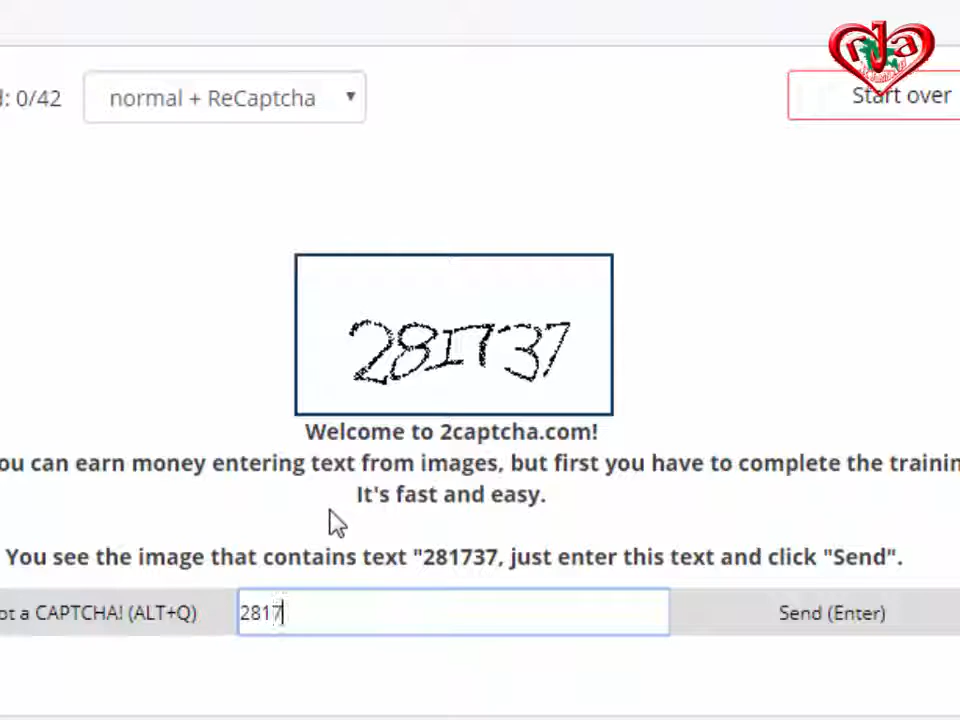 d: 0/42 normal + ReCaptcha Start over
rJa
281737
Welcome to 2captcha.com!
ou can earn money entering text from images, but first you have to complete the trainin
It's fast and easy.
You see the image that contains text "281737, just enter this text and click "Send".
ot a CAPTCHA! (ALT+Q) 2817 Send (Enter)